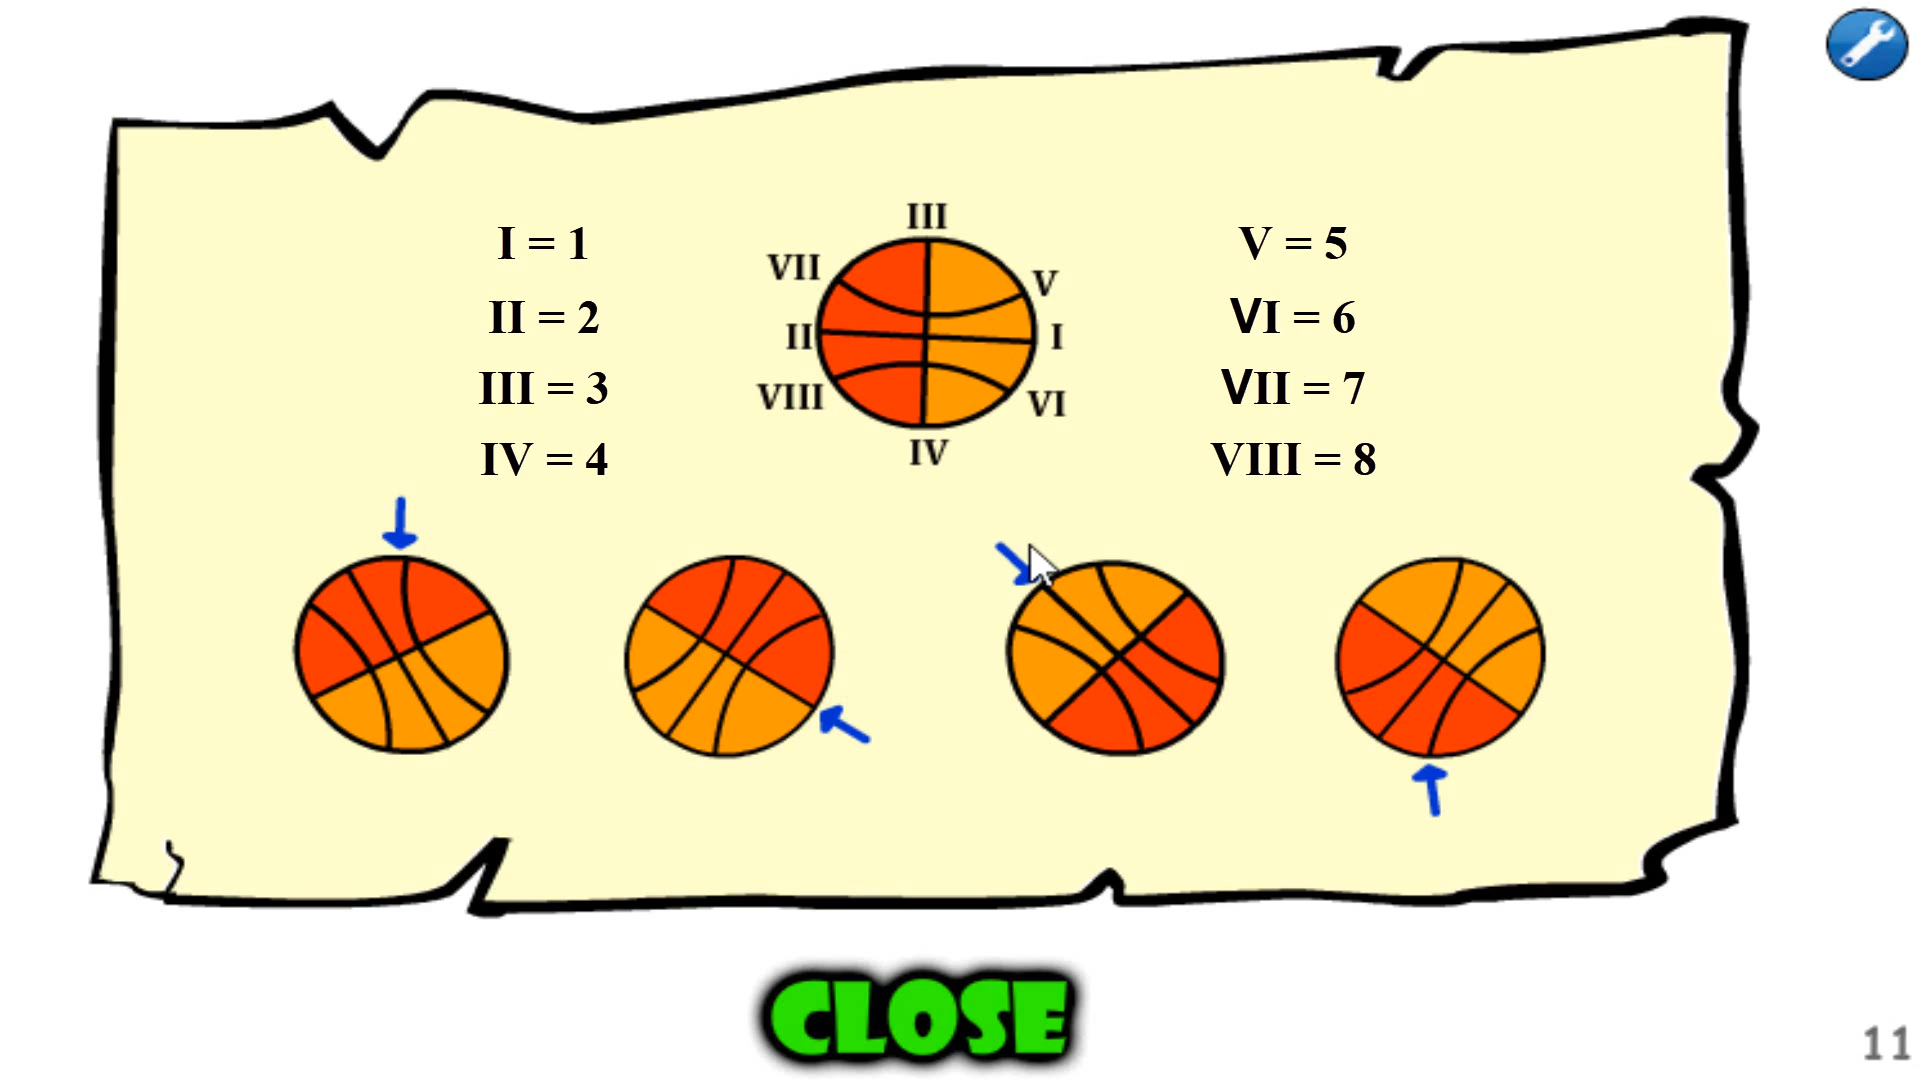 III
I = 1
V = 5
VII
V
II = 2
VI = 6
II
I
III = 3
VII = 7
VIII
VI
IV = 4
IV
VIII = 8
CLOSE
11